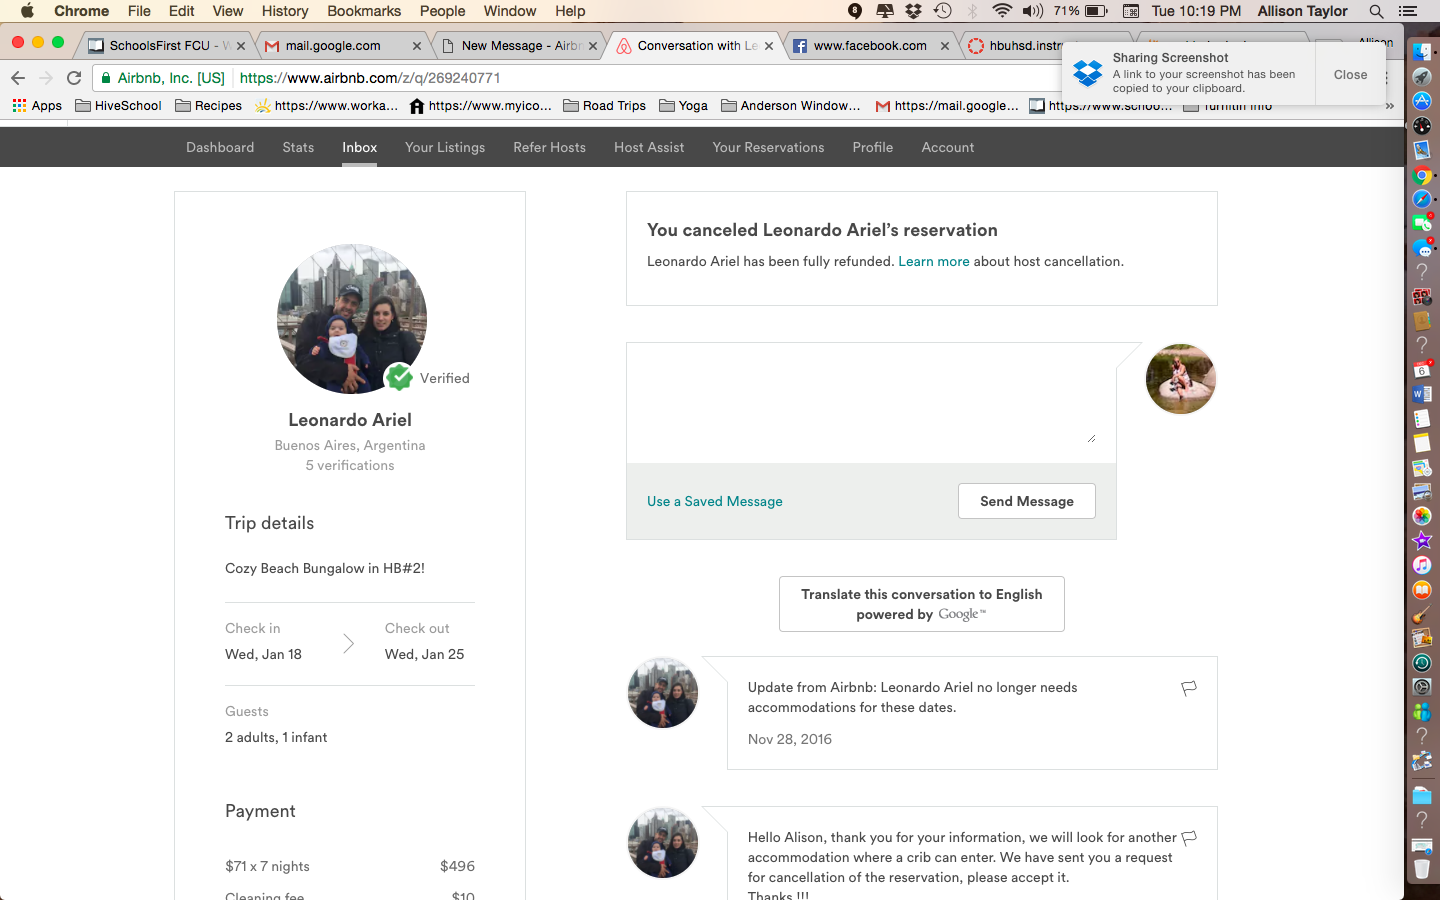 Chrome File Edit View History Bookmarks People Window Help
8 71% Tue 10:19 PM Allison Taylor
SchoolsFirst FCU - W
mail.google.com
New Message - Airbn
Conversation with Le
www.facebook.com
hbuhsd.instru
Allison
Airbnb, Inc. [US] https://www.airbnb.com/z/q/269240771
Sharing Screenshot
A link to your screenshot has been
copied to your clipboard.
Close
Apps HiveSchool Recipes https://www.worka... https://www.myico... Road Trips Yoga Anderson Window... https://mail.google... https://www.schoo... Turnitin info »
Dashboard Stats Inbox Your Listings Refer Hosts Host Assist Your Reservations Profile Account
Verified
Leonardo Ariel
Buenos Aires, Argentina
5 verifications
Trip details
Cozy Beach Bungalow in HB#2!
Check in
Wed, Jan 18
Check out
Wed, Jan 25
Guests
2 adults, 1 infant
Payment
$71 x 7 nights $496
Cleaning fee $10
You canceled Leonardo Ariel's reservation
Leonardo Ariel has been fully refunded. Learn more about host cancellation.
Use a Saved Message
Send Message
Translate this conversation to English
powered by Google™
Update from Airbnb: Leonardo Ariel no longer needs
accommodations for these dates.
Nov 28, 2016
Hello Alison, thank you for your information, we will look for another
accommodation where a crib can enter. We have sent you a request
for cancellation of the reservation, please accept it.
Thanks !!!